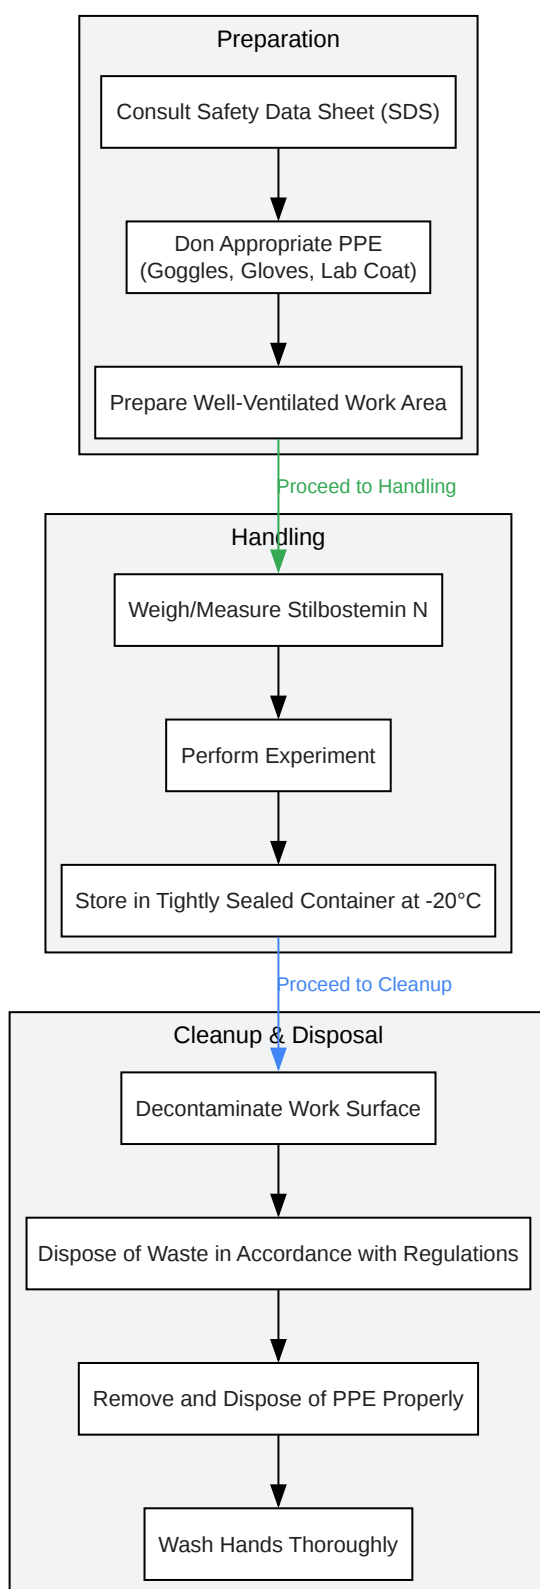 Preparation
Consult Safety Data Sheet (SDS)
Don Appropriate PPE
(Goggles, Gloves, Lab Coat)
Prepare Well-Ventilated Work Area
Proceed to Handling
Handling
Weigh/Measure Stilbostemin N
Perform Experiment
Store in Tightly Sealed Container at -20°C
Proceed to Cleanup
Cleanup & Disposal
Decontaminate Work Surface
Dispose of Waste in Accordance with Regulations
Remove and Dispose of PPE Properly
Wash Hands Thoroughly